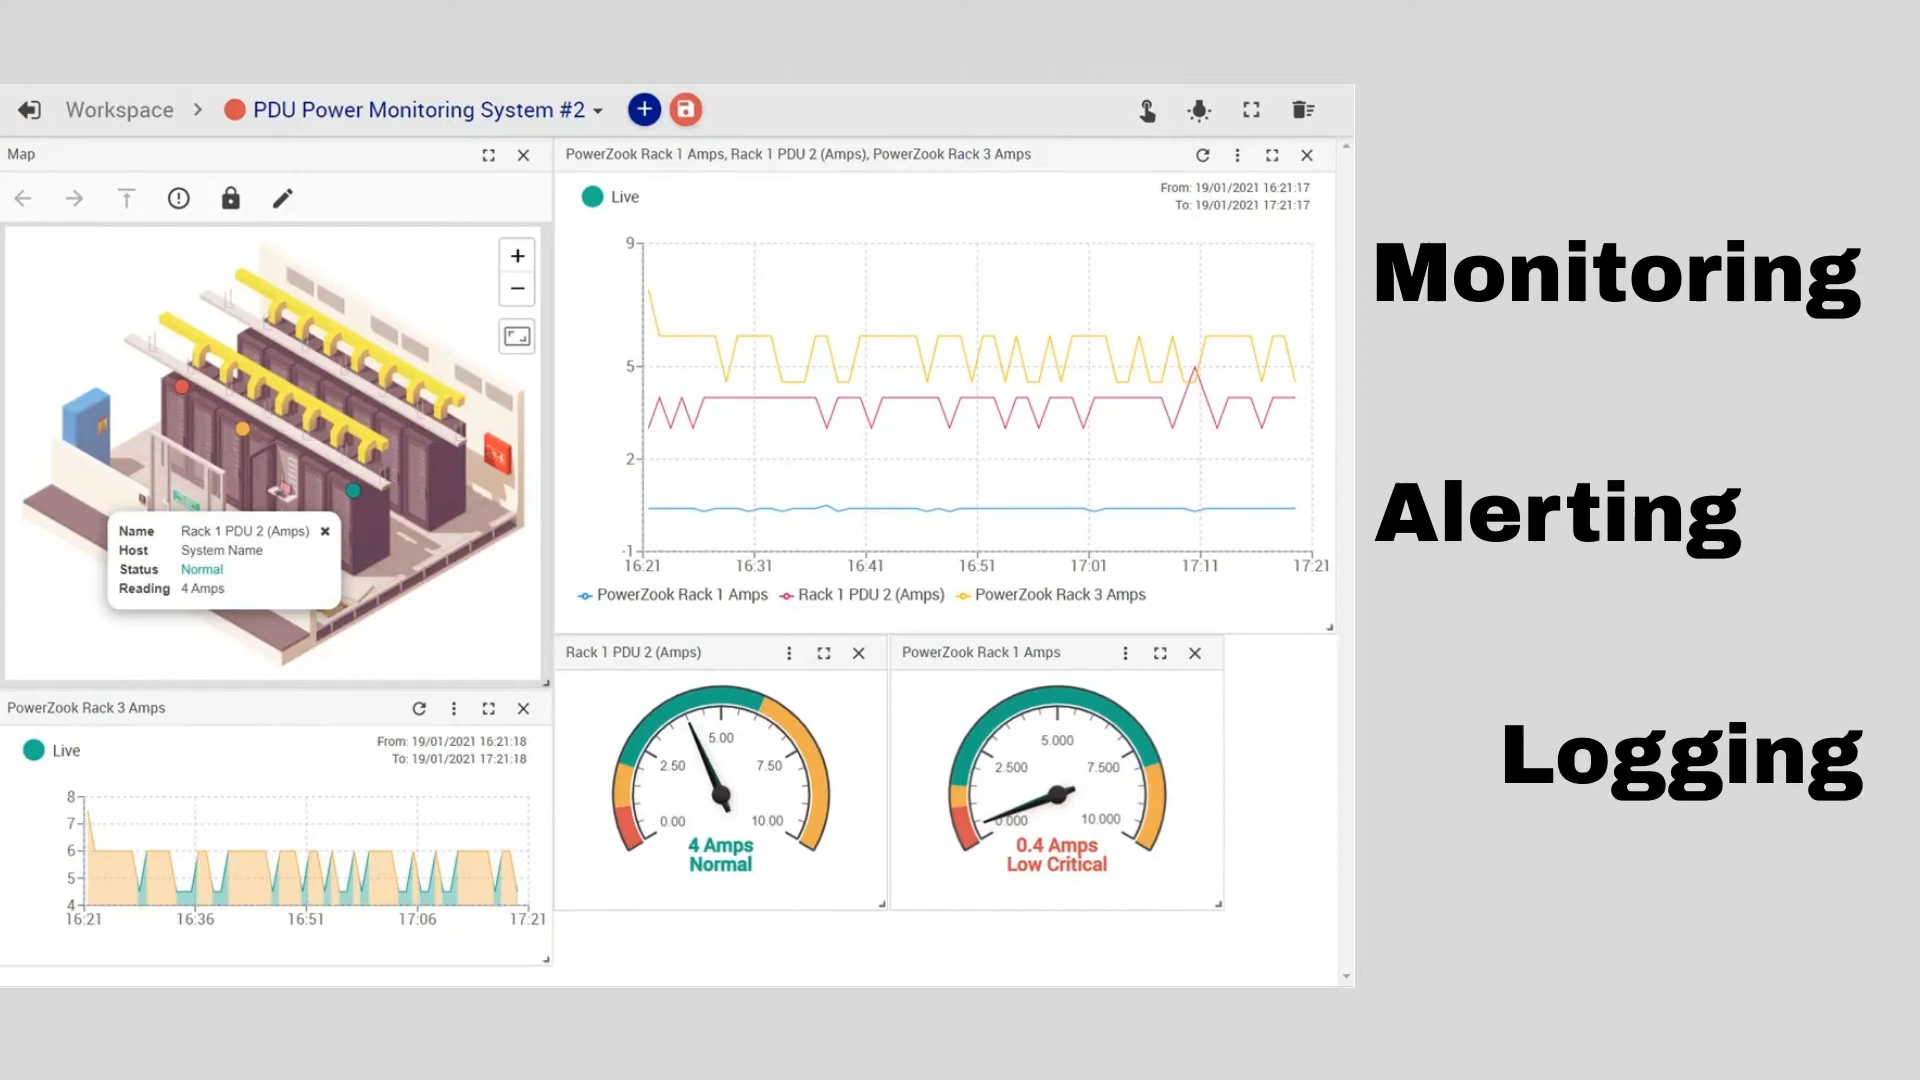 Workspace > PDU Power Monitoring System #2
Map
Name Rack 1 PDU 2 (Amps)
Host System Name
Status Normal
Reading 4 Amps
PowerZook Rack 3 Amps
Live
From: 19/01/2021 16:21:18
To: 19/01/2021 17:21:18
8
7
6
5
4
16:21 16:36 16:51 17:06 17:21
PowerZook Rack 1 Amps, Rack 1 PDU 2 (Amps), PowerZook Rack 3 Amps
Live
From: 19/01/2021 16:21:17
To: 19/01/2021 17:21:17
9
5
2
-1
16:21 16:31 16:41 16:51 17:01 17:11 17:21
PowerZook Rack 1 Amps Rack 1 PDU 2 (Amps) PowerZook Rack 3 Amps
Rack 1 PDU 2 (Amps)
5.00
2.50 7.50
0.00 10.00
4 Amps
Normal
PowerZook Rack 1 Amps
5.000
2.500 7.500
0.000 10.000
0.4 Amps
Low Critical
Monitoring
Alerting
Logging